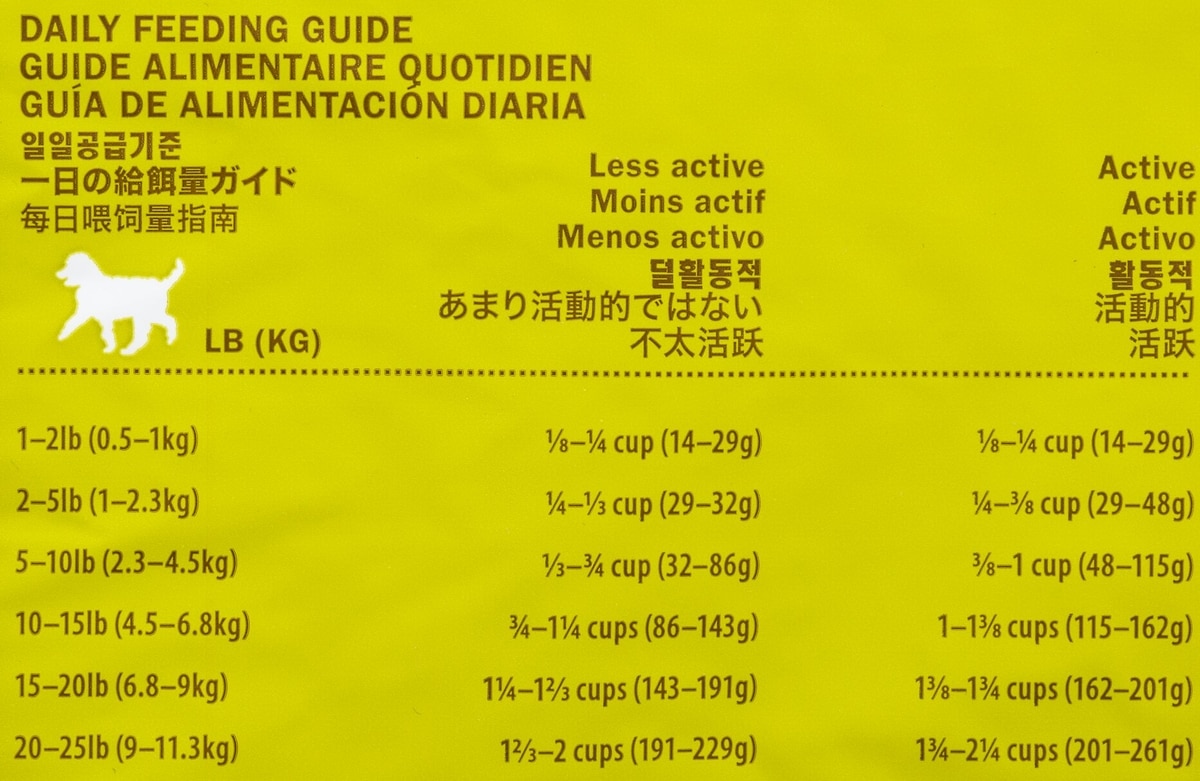 DAILY FEEDING GUIDE
GUIDE ALIMENTAIRE QUOTIDIEN
GUÍA DE ALIMENTACIÓN DIARIA
일일공급기준
一日の給餌量ガイド
每日喂饲量指南
LB (KG)
Less active
Moins actif
Menos activo
덜활동적
あまり活動的ではない
不太活跃
Active
Actif
Activo
활동적
活動的
活跃
1–2lb (0.5–1kg) ⅛–¼ cup (14–29g) ⅛–¼ cup (14–29g)
2–5lb (1–2.3kg) ¼–⅓ cup (29–32g) ¼–⅜ cup (29–48g)
5–10lb (2.3–4.5kg) ⅓–¾ cup (32–86g) ⅜–1 cup (48–115g)
10–15lb (4.5–6.8kg) ¾–1¼ cups (86–143g) 1–1⅜ cups (115–162g)
15–20lb (6.8–9kg) 1¼–1⅔ cups (143–191g) 1⅜–1¾ cups (162–201g)
20–25lb (9–11.3kg) 1⅔–2 cups (191–229g) 1¾–2¼ cups (201–261g)